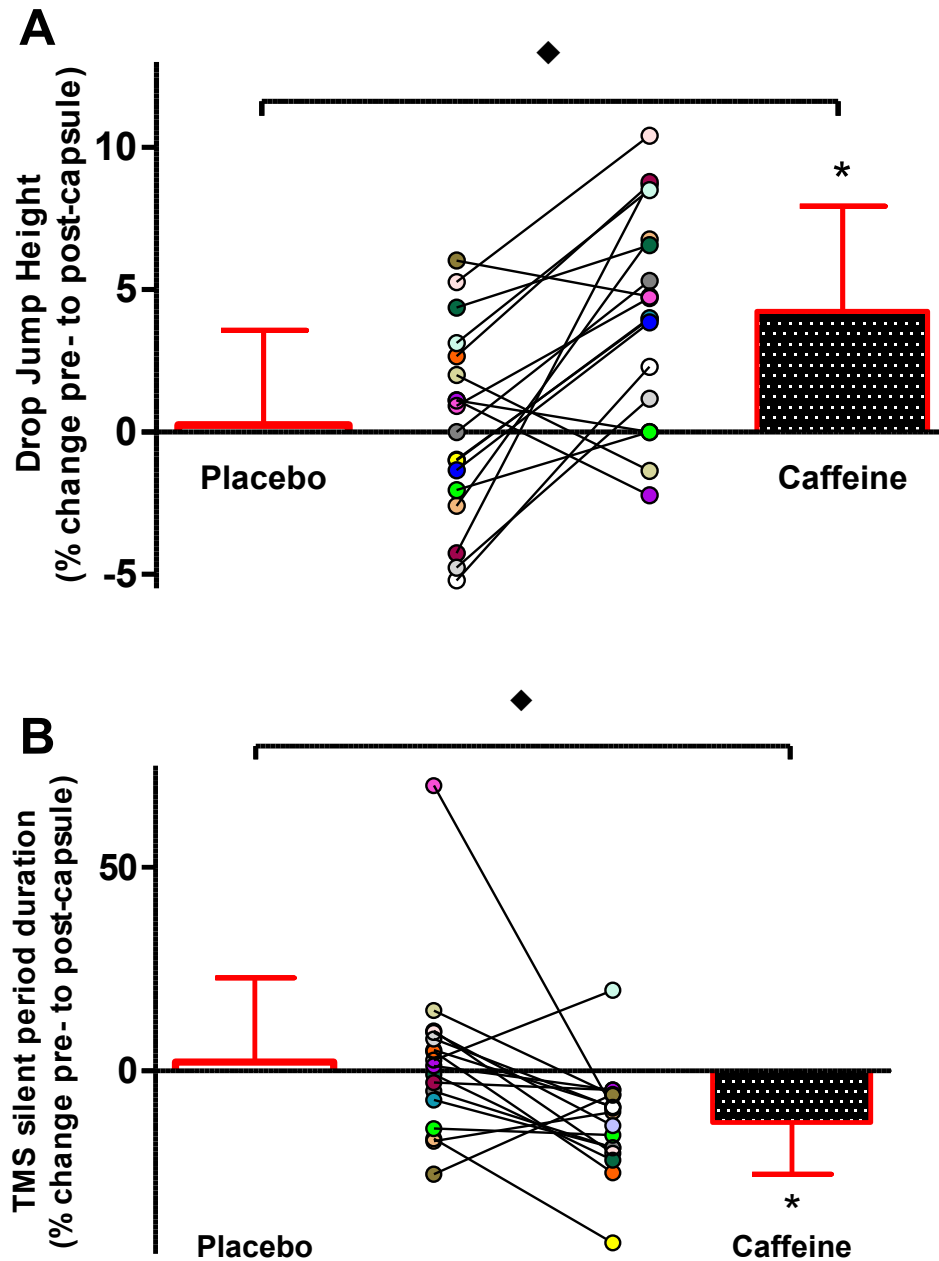 A
Drop Jump Height
(% change pre- to post-capsule)
10
5
0
-5
*
Placebo
Caffeine
B
TMS silent period duration
(% change pre- to post-capsule)
50
0
*
Placebo
Caffeine